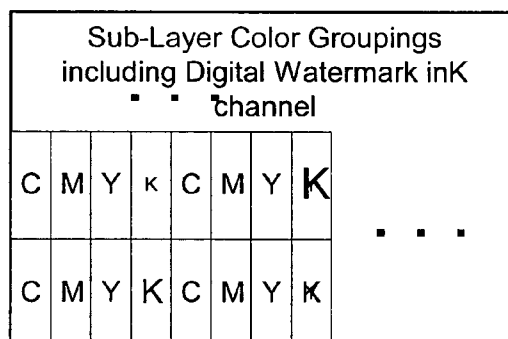 Sub-Layer Color Groupings
including Digital Watermark inK
channel
C M Y K C M Y K
C M Y K C M Y K